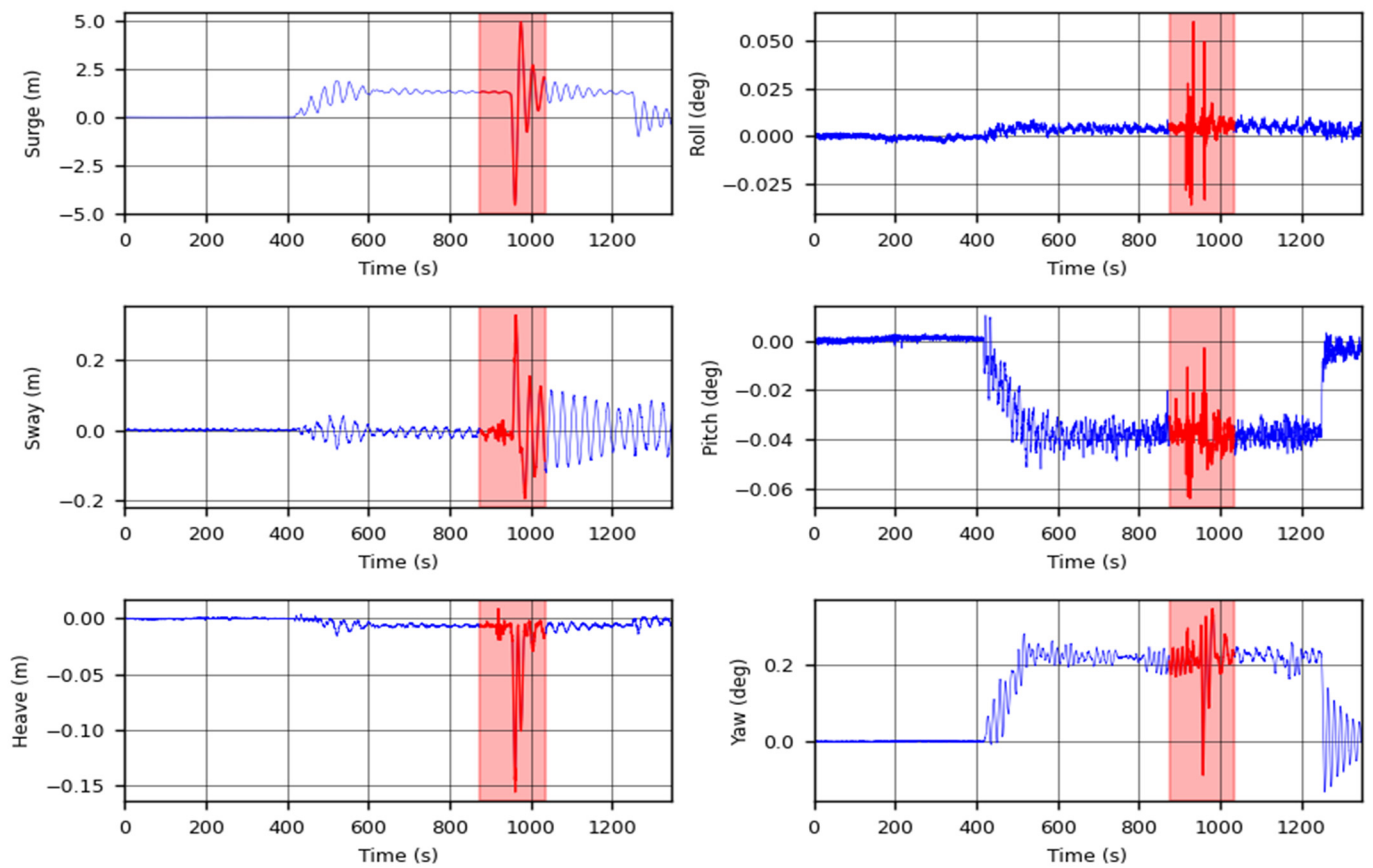 Surge (m)
5.0
2.5
0.0
−2.5
−5.0
0 200 400 600 800 1000 1200
Time (s)
Roll (deg)
0.050
0.025
0.000
−0.025
0 200 400 600 800 1000 1200
Time (s)
Sway (m)
0.2
0.0
−0.2
0 200 400 600 800 1000 1200
Time (s)
Pitch (deg)
0.00
−0.02
−0.04
−0.06
0 200 400 600 800 1000 1200
Time (s)
Heave (m)
0.00
−0.05
−0.10
−0.15
0 200 400 600 800 1000 1200
Time (s)
Yaw (deg)
0.2
0.0
0 200 400 600 800 1000 1200
Time (s)